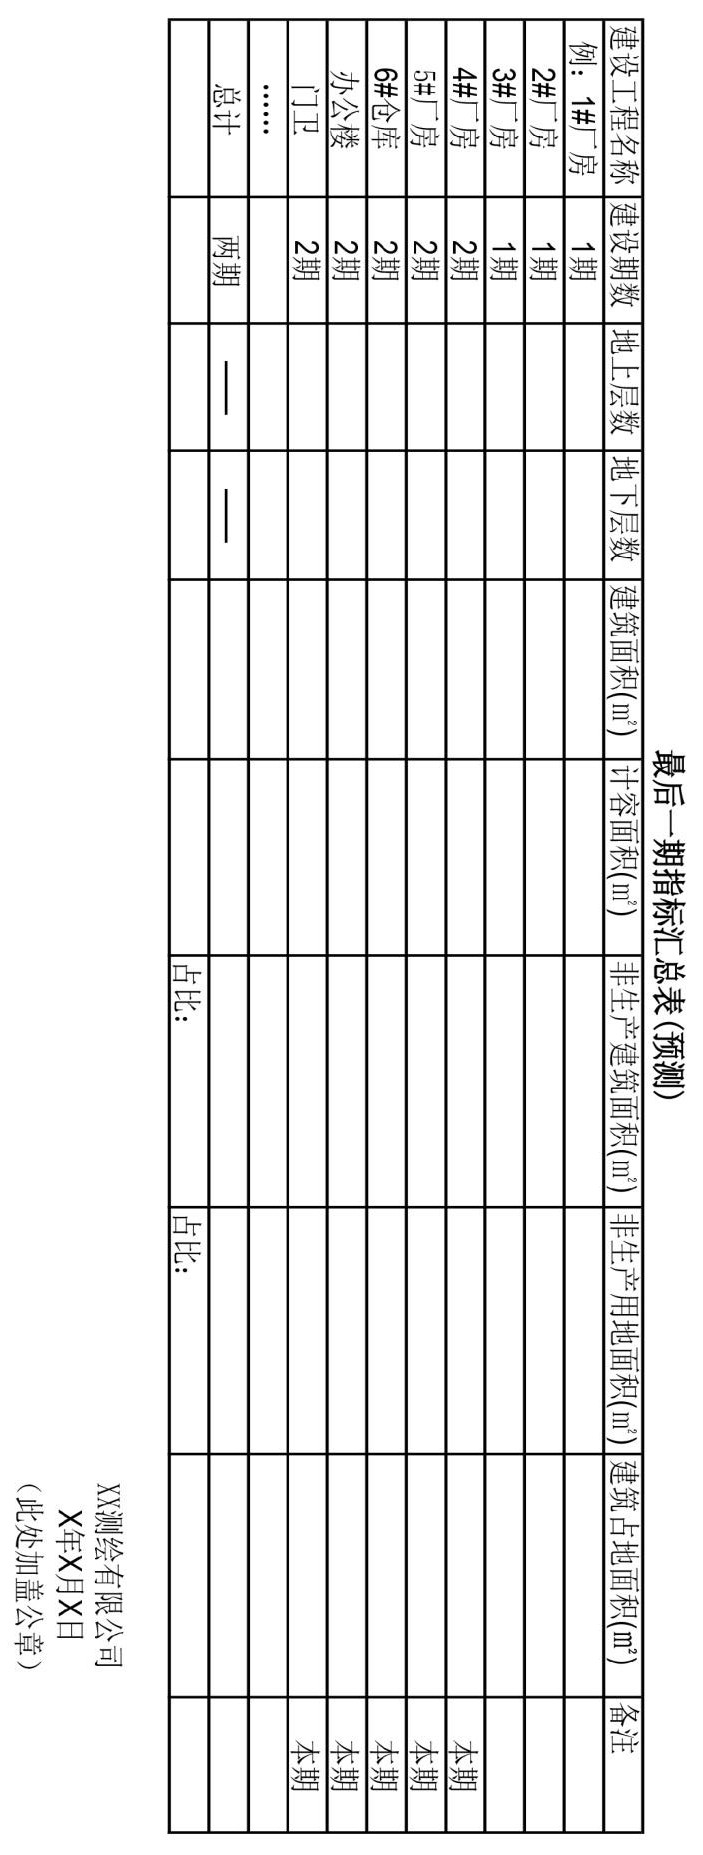 最后一期指标汇总表(预测)
建设工程名称 建设期数 地上层数 地下层数 建筑面积(㎡) 计容面积(㎡) 非生产建筑面积(㎡) 非生产用地面积(㎡) 建筑占地面积(㎡) 备注
例：1#厂房 1期
2#厂房 1期
3#厂房 1期
4#厂房 2期 本期
5#厂房 2期 本期
6#仓库 2期 本期
办公楼 2期 本期
门卫 2期 本期
……
总计 两期 — —
占比： 占比：
XX测绘有限公司
X年X月X日
（此处加盖公章）